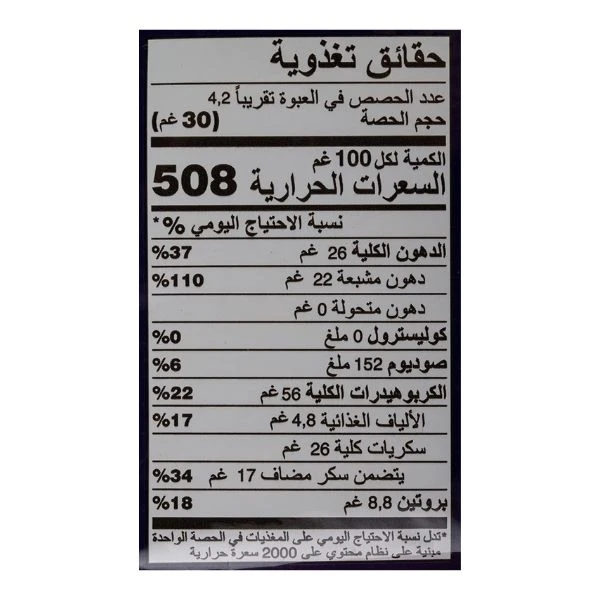 حقائق تغذوية
عدد الحصص في العبوة تقريباً 4,2
حجم الحصة (30 غم)
الكمية لكل 100 غم
السعرات الحرارية 508
نسبة الاحتياج اليومي %*
الدهون الكلية 26 غم %37
دهون مشبعة 22 غم %110
دهون متحولة 0 غم
كوليسترول 0 ملغ %0
صوديوم 152 ملغ %6
الكربوهيدرات الكلية 56 غم %22
الألياف الغذائية 4,8 غم %17
سكريات كلية 26 غم
يتضمن سكر مضاف 17 غم %34
بروتين 8,8 غم %18
*تدل نسبة الاحتياج اليومي على المغذيات في الحصة الواحدة
مبنية على نظام محتوي على 2000 سعرة حرارية